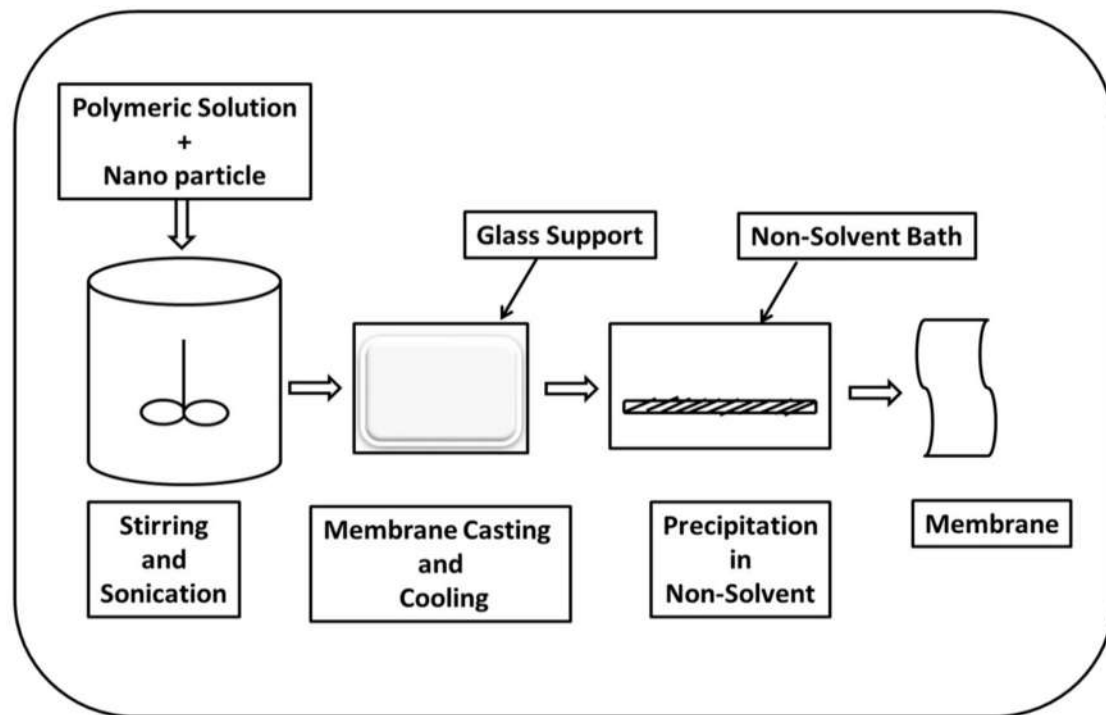 Polymeric Solution
+
Nano particle
Glass Support
Non-Solvent Bath
Stirring
and
Sonication
Membrane Casting
and
Cooling
Precipitation
in
Non-Solvent
Membrane